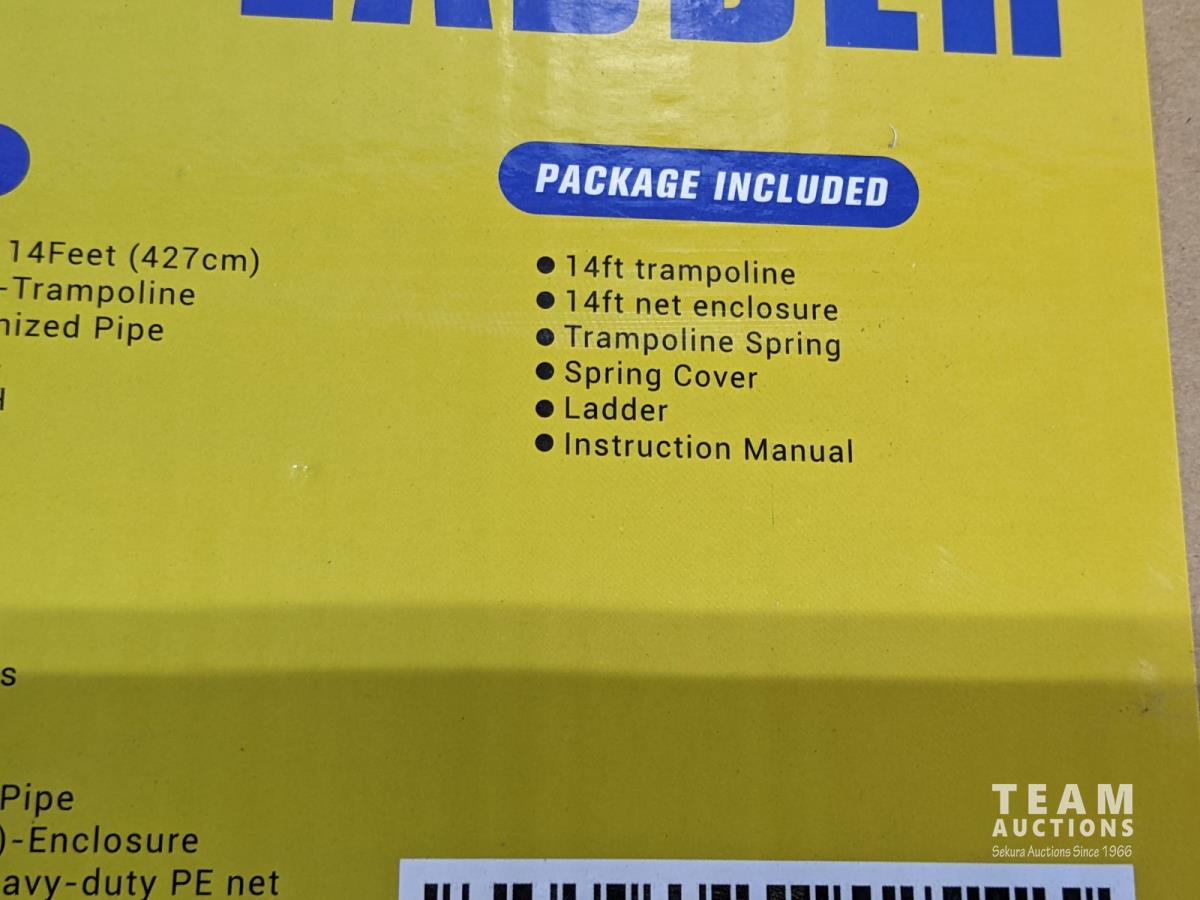 LADDER
PACKAGE INCLUDED
14Feet (427cm)
-Trampoline
Pipe
● 14ft trampoline
● 14ft net enclosure
● Trampoline Spring
● Spring Cover
● Ladder
● Instruction Manual
s
Pipe
)-Enclosure
avy-duty PE net
TEAM
AUCTIONS
Sekura Auctions Since 1966